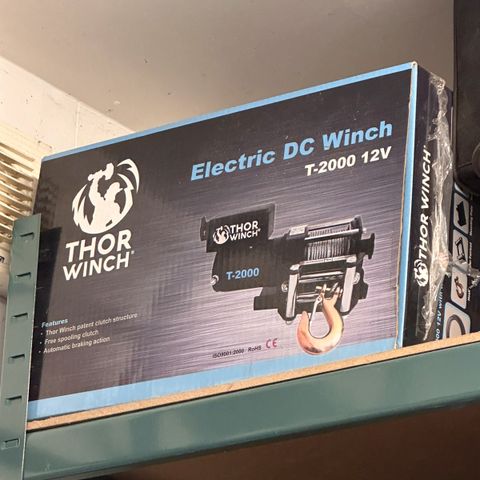 Electric DC Winch
T-2000 12V
THOR
WINCH
THOR
WINCH
T-2000
Features
• Thor Winch patent clutch structure
• Free spooling clutch
• Automatic braking action
ISO9001:2000 RoHS CE
THOR WINCH